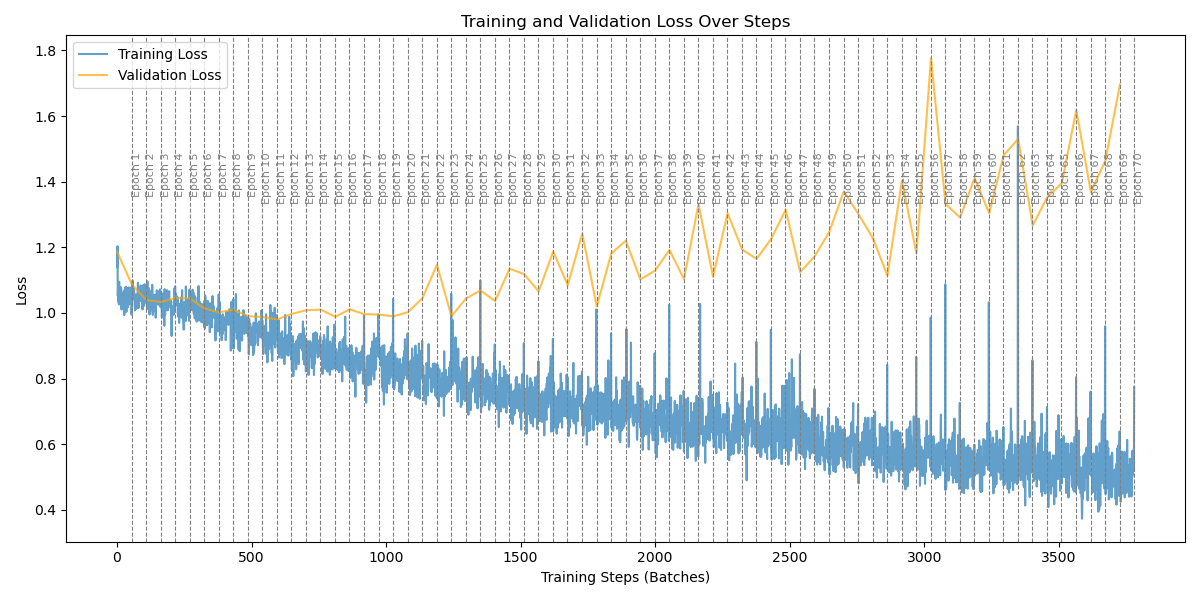 Training and Validation Loss Over Steps
Training Loss
Validation Loss
1.8
1.6
1.4
1.2
1.0
0.8
0.6
0.4
Loss
Epoch 1
Epoch 2
Epoch 3
Epoch 4
Epoch 5
Epoch 6
Epoch 7
Epoch 8
Epoch 9
Epoch 10
Epoch 11
Epoch 12
Epoch 13
Epoch 14
Epoch 15
Epoch 16
Epoch 17
Epoch 18
Epoch 19
Epoch 20
Epoch 21
Epoch 22
Epoch 23
Epoch 24
Epoch 25
Epoch 26
Epoch 27
Epoch 28
Epoch 29
Epoch 30
Epoch 31
Epoch 32
Epoch 33
Epoch 34
Epoch 35
Epoch 36
Epoch 37
Epoch 38
Epoch 39
Epoch 40
Epoch 41
Epoch 42
Epoch 43
Epoch 44
Epoch 45
Epoch 46
Epoch 47
Epoch 48
Epoch 49
Epoch 50
Epoch 51
Epoch 52
Epoch 53
Epoch 54
Epoch 55
Epoch 56
Epoch 57
Epoch 58
Epoch 59
Epoch 60
Epoch 61
Epoch 62
Epoch 63
Epoch 64
Epoch 65
Epoch 66
Epoch 67
Epoch 68
Epoch 69
Epoch 70
0
500
1000
1500
2000
2500
3000
3500
Training Steps (Batches)